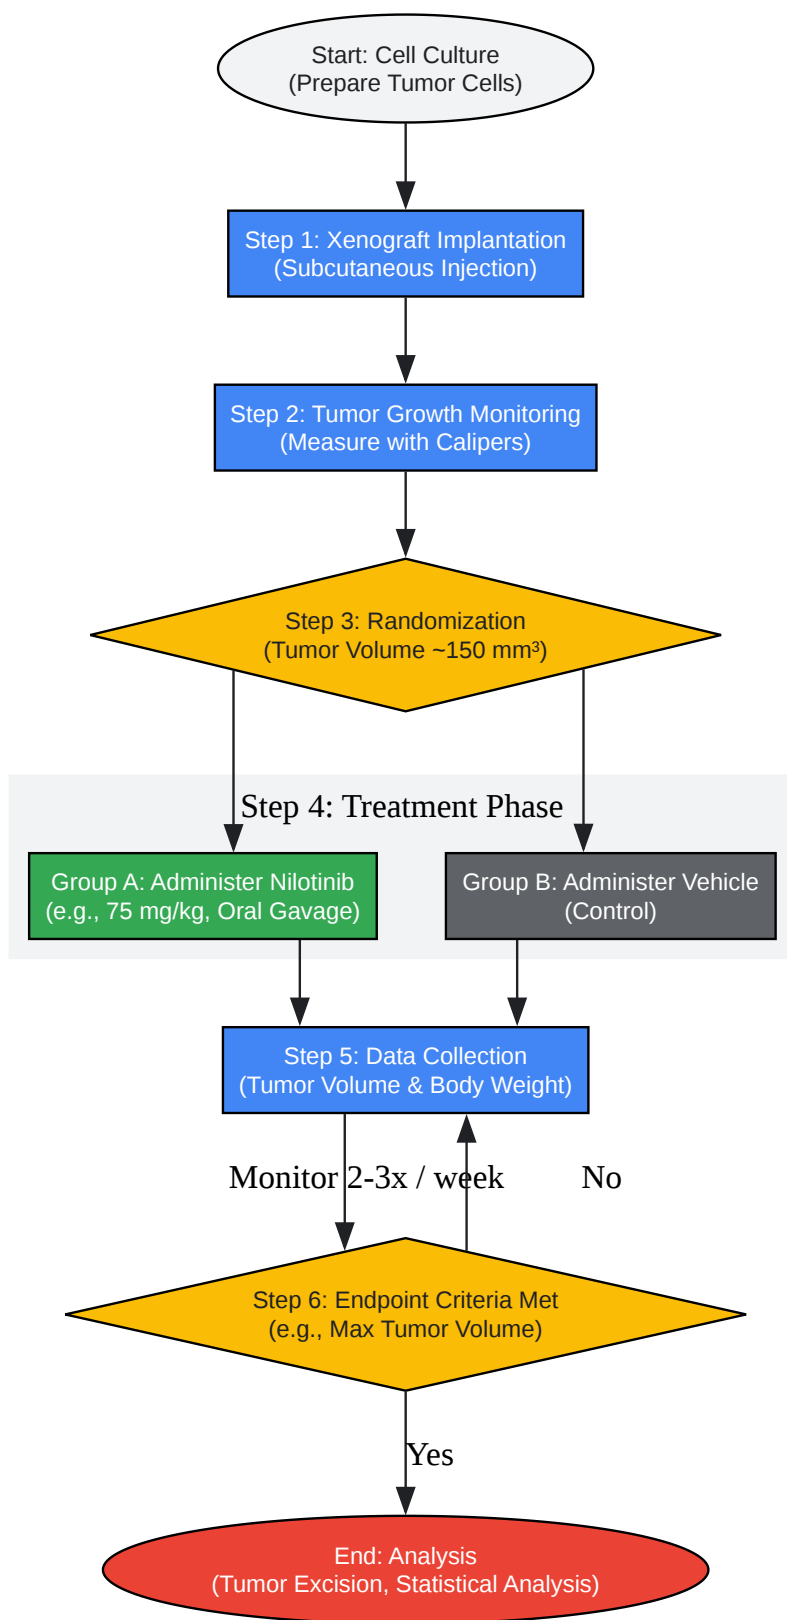 Start: Cell Culture
(Prepare Tumor Cells)
Step 1: Xenograft Implantation
(Subcutaneous Injection)
Step 2: Tumor Growth Monitoring
(Measure with Calipers)
Step 3: Randomization
(Tumor Volume ~150 mm³)
Step 4: Treatment Phase
Group A: Administer Nilotinib
(e.g., 75 mg/kg, Oral Gavage)
Group B: Administer Vehicle
(Control)
Step 5: Data Collection
(Tumor Volume & Body Weight)
Monitor 2-3x / week
No
Step 6: Endpoint Criteria Met
(e.g., Max Tumor Volume)
Yes
End: Analysis
(Tumor Excision, Statistical Analysis)